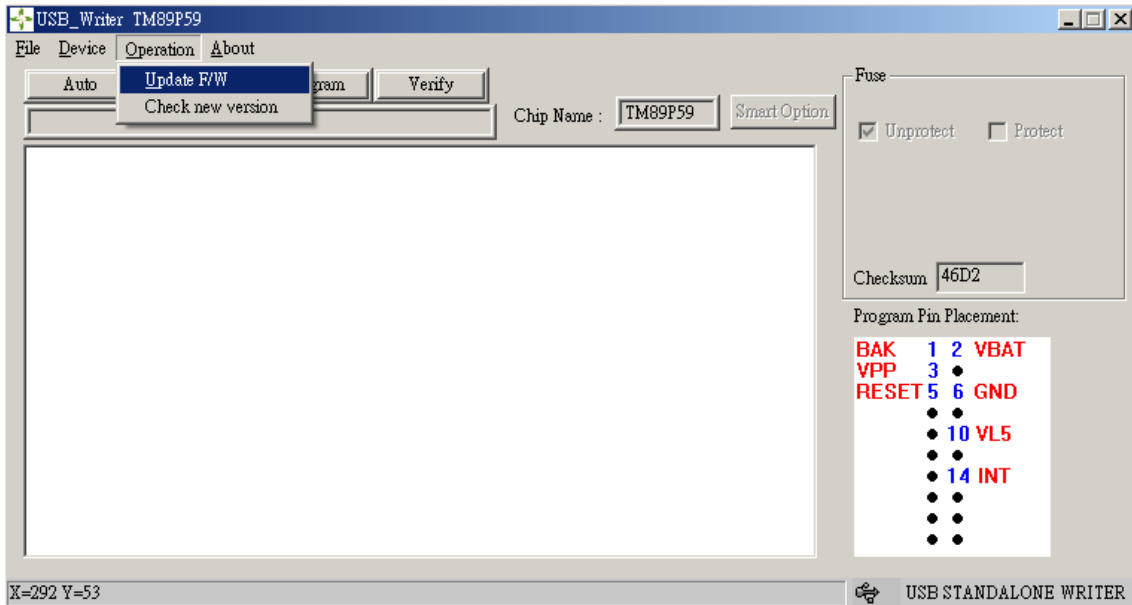 USB_Writer TM89P59
File Device Operation About
Update F/W
Check new version
Auto
Verify
Chip Name :
TM89P59
Smart Option
Fuse
Unprotect
Protect
Checksum
46D2
Program Pin Placement:
BAK 1 2 VBAT
VPP 3
RESET 5 6 GND
10 VL5
14 INT
X=292 Y=53
USB STANDALONE WRITER